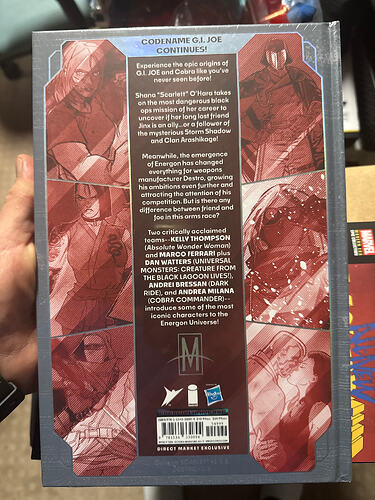 CODENAME G.I. JOE
CONTINUES!
Experience the epic origins of
G.I. JOE and Cobra like you've
never seen before!
Shana "Scarlett" O'Hara takes
on the most dangerous black
ops mission of her career to
uncover if her long lost friend
Jinx is an ally...or a follower of
the mysterious Storm Shadow
and Clan Arashikage!
Meanwhile, the emergence
of Energon has changed
everything for weapons
manufacturer Destro, growing
his ambitions even further and
attracting the attention of his
competition. But is there
any difference between friend and
foe in this arms race?
Two critically acclaimed
teams--KELLY THOMPSON
(Absolute Wonder Woman)
and MARCO FERRARI plus
DAN WATTERS (UNIVERSAL
MONSTERS: CREATURE FROM
THE BLACK LAGOON LIVES!),
ANDREI BRESSAN (DARK
RIDE), and ANDREA MILANA
(COBRA COMMANDER)--
introduce some of the most
iconic characters to the
Energon Universe!
DIRECT MARKET EXCLUSIVE
MARVEL